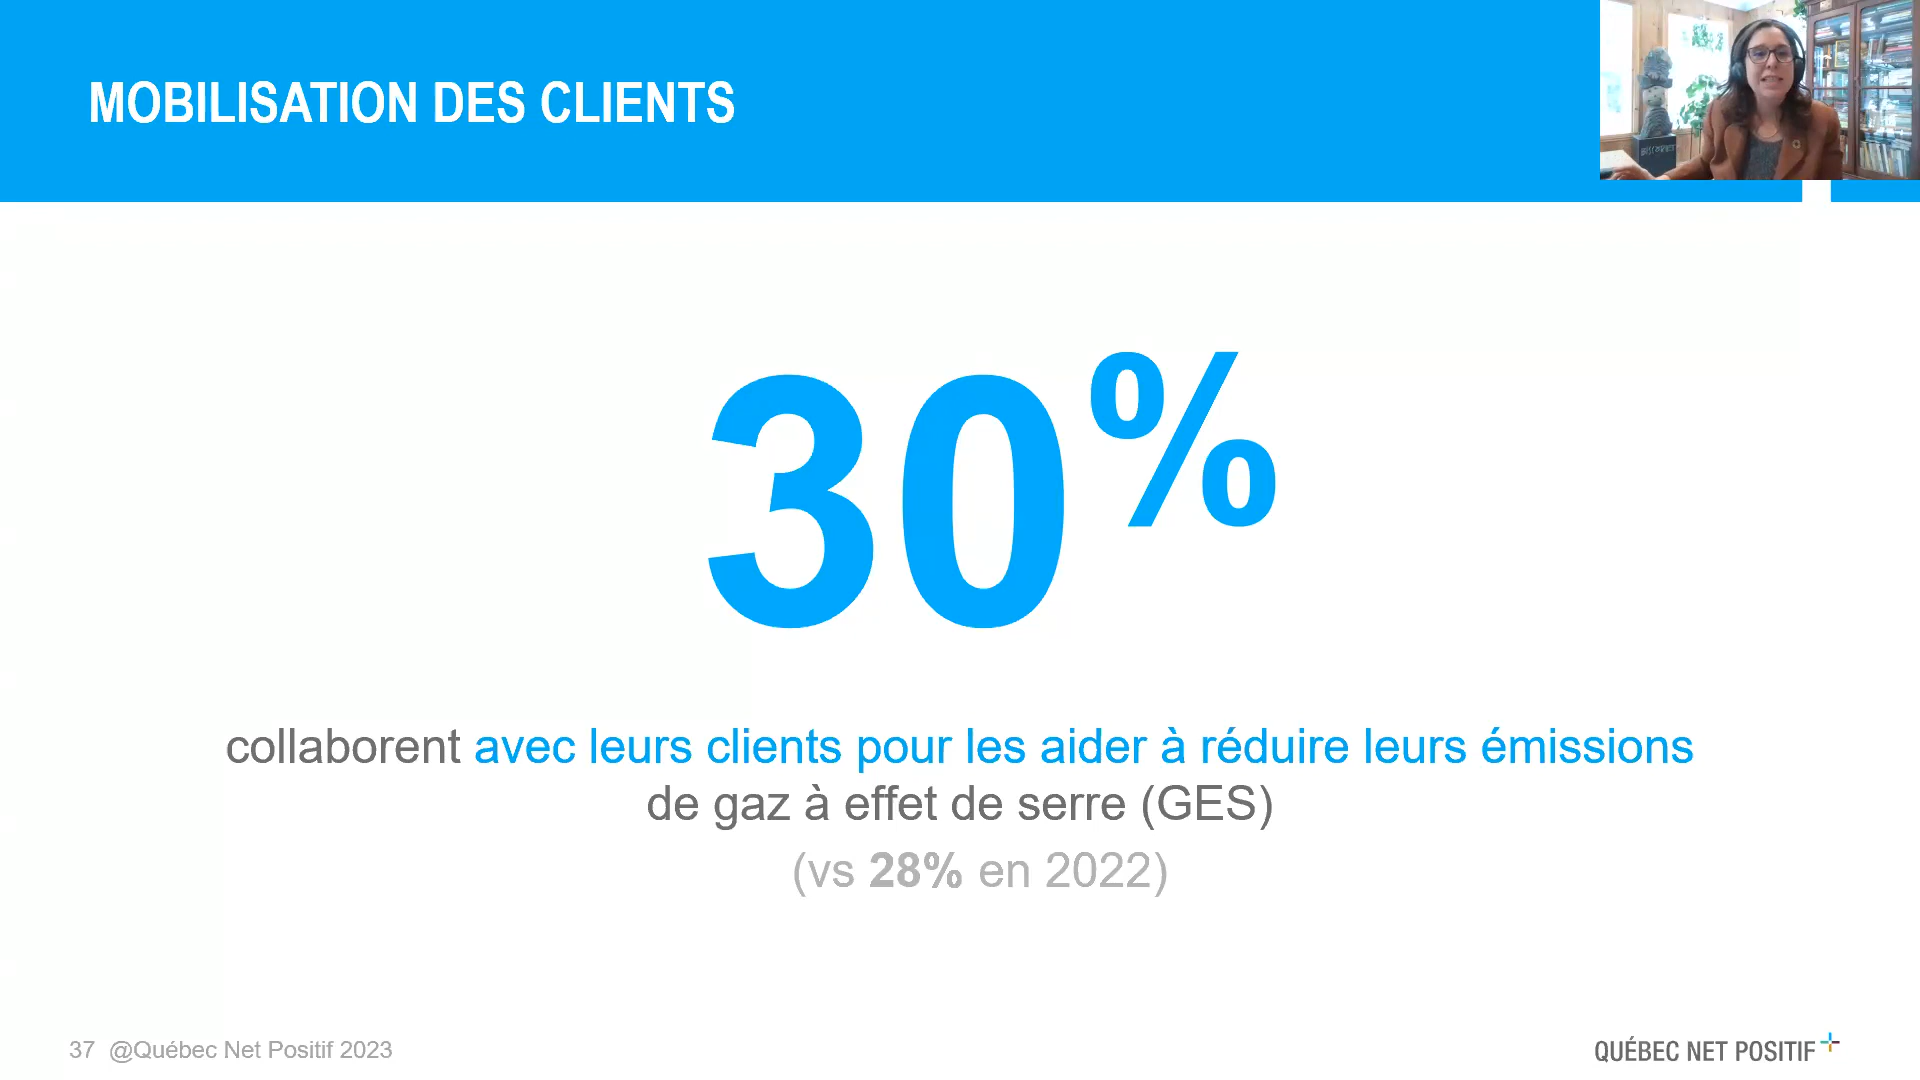 MOBILISATION DES CLIENTS
30%
collaborent avec leurs clients pour les aider à réduire leurs émissions
de gaz à effet de serre (GES)
(vs 28% en 2022)
37 @Québec Net Positif 2023
QUÉBEC NET POSITIF